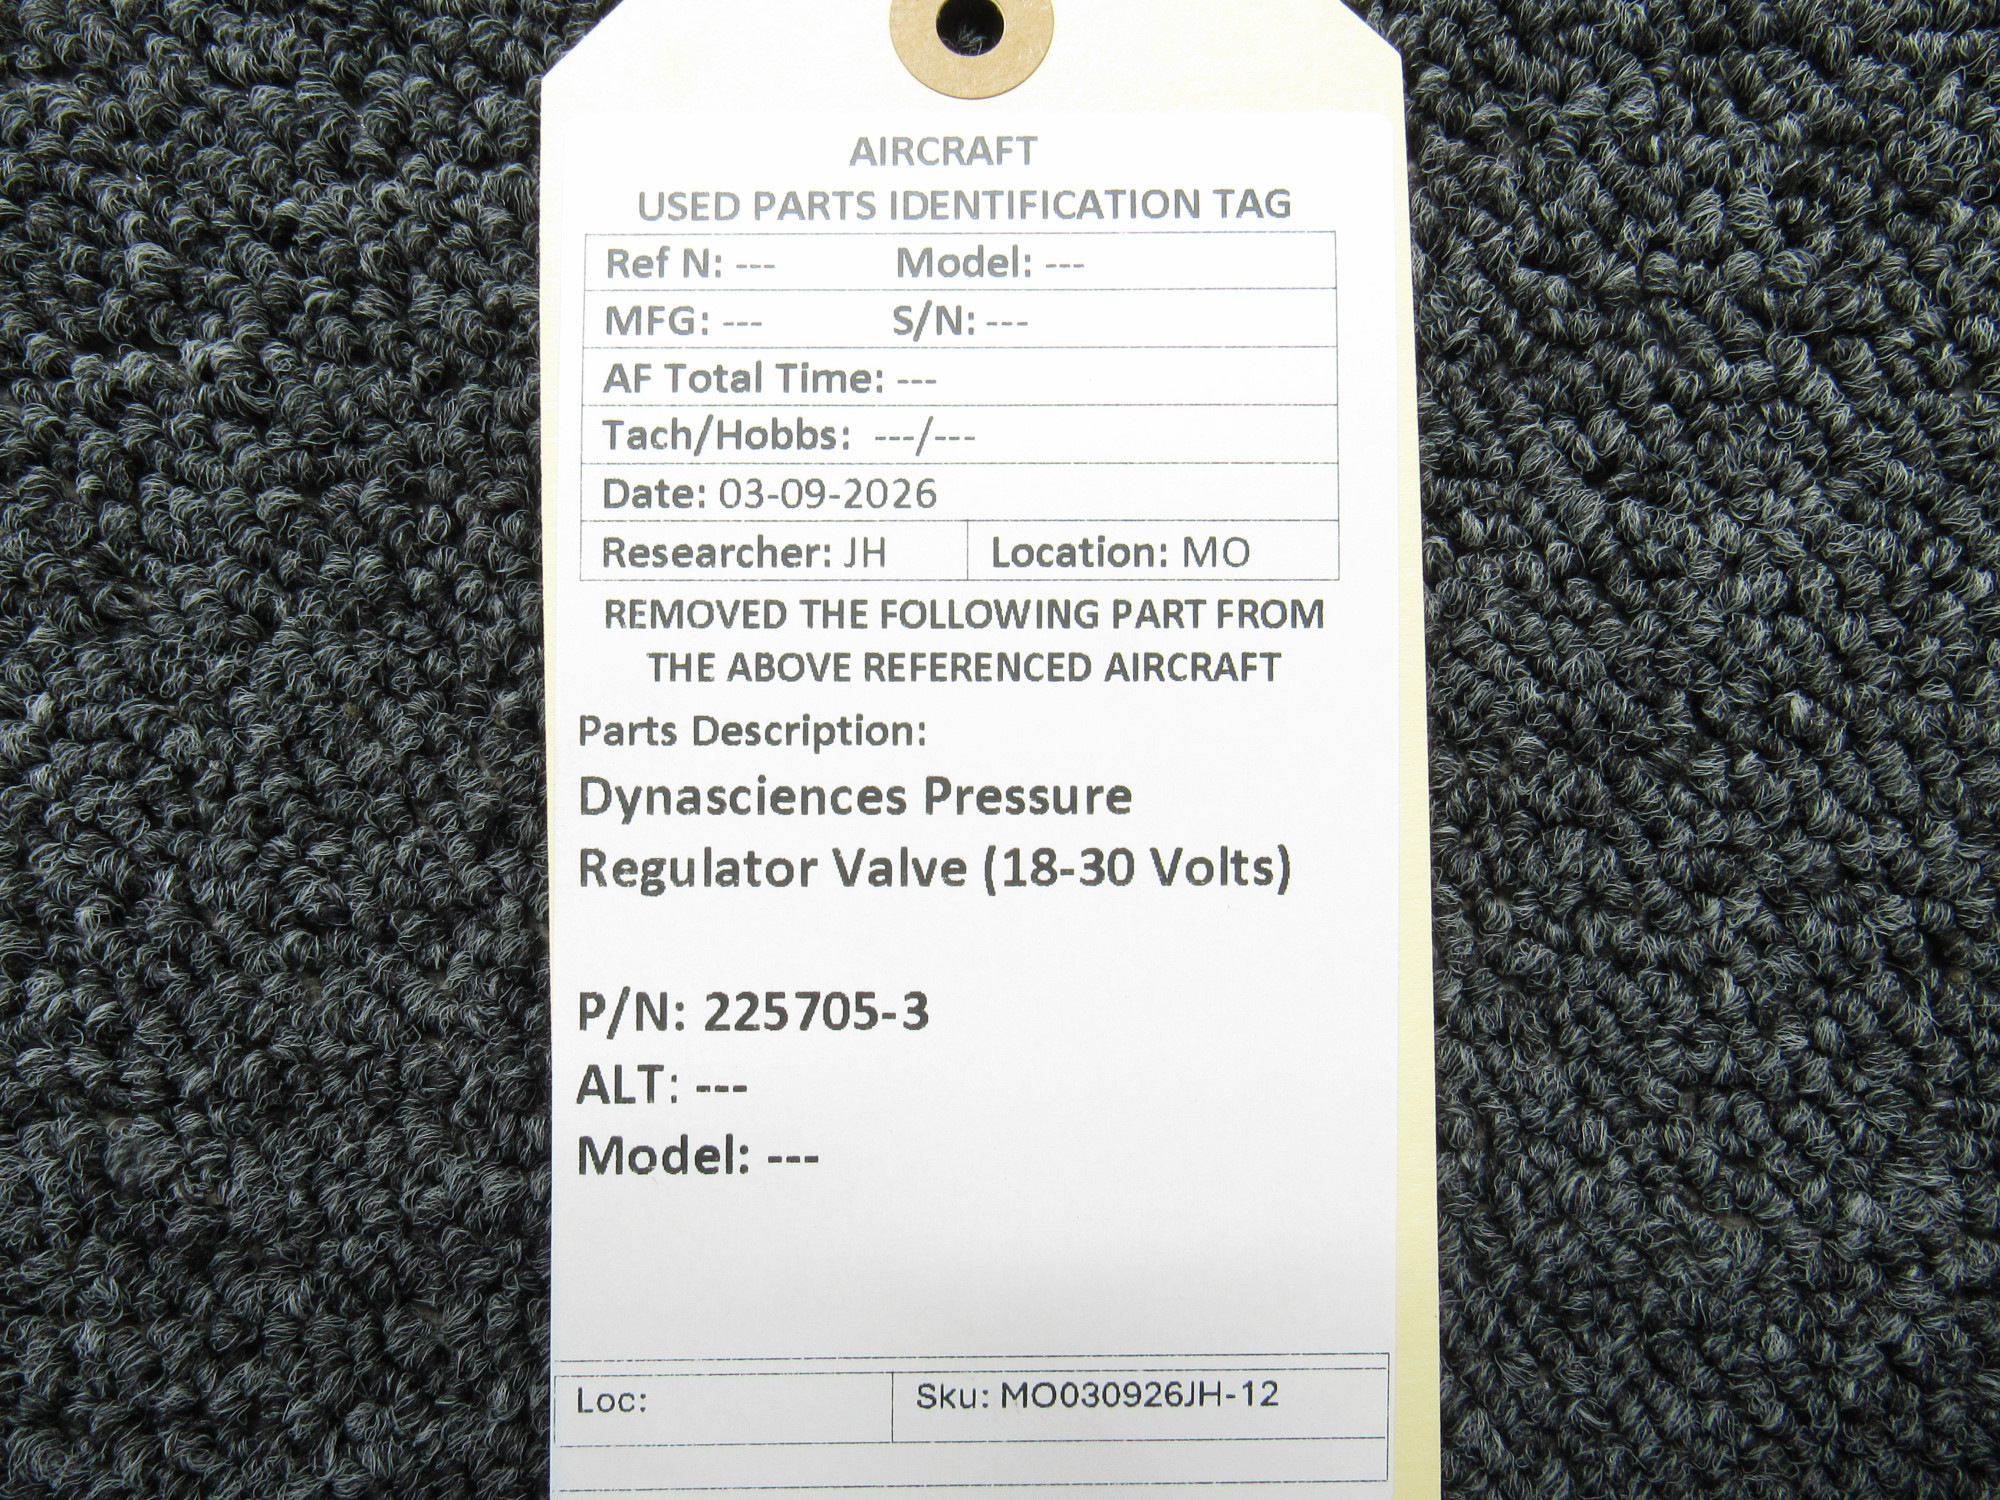 AIRCRAFT
USED PARTS IDENTIFICATION TAG
Ref N: --- Model: ---
MFG: --- S/N: ---
AF Total Time: ---
Tach/Hobbs: ---/---
Date: 03-09-2026
Researcher: JH Location: MO
REMOVED THE FOLLOWING PART FROM
THE ABOVE REFERENCED AIRCRAFT
Parts Description:
Dynasciences Pressure
Regulator Valve (18-30 Volts)
P/N: 225705-3
ALT: ---
Model: ---
Loc: Sku: MO030926JH-12